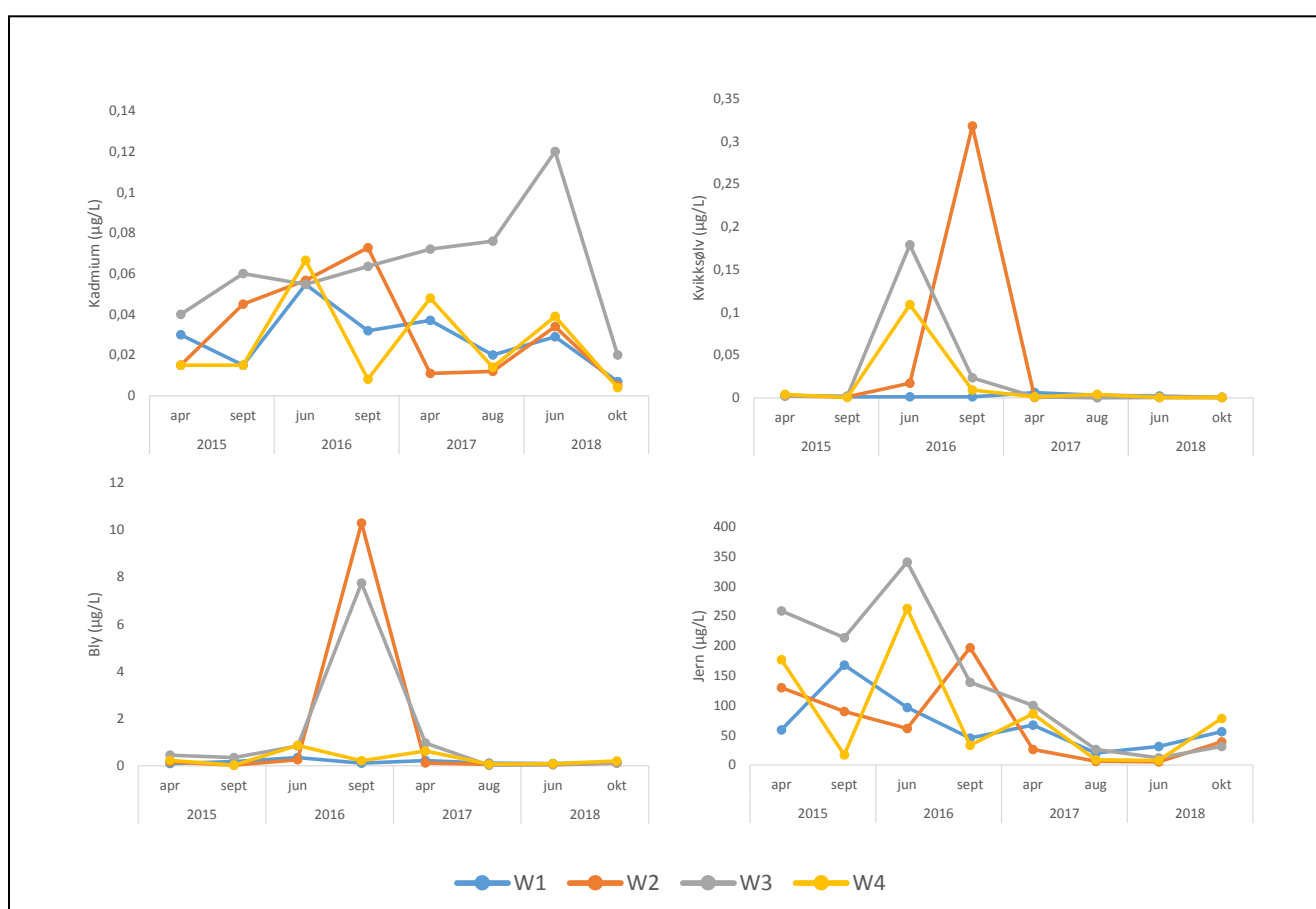 Kadmium (µg/L)
0,14
0,12
0,1
0,08
0,06
0,04
0,02
0
apr sept jun sept apr aug jun okt
2015 2016 2017 2018
Kvikksølv (µg/L)
0,35
0,3
0,25
0,2
0,15
0,1
0,05
0
apr sept jun sept apr aug jun okt
2015 2016 2017 2018
Bly (µg/L)
12
10
8
6
4
2
0
apr sept jun sept apr aug jun okt
2015 2016 2017 2018
Jern (µg/L)
400
350
300
250
200
150
100
50
0
apr sept jun sept apr aug jun okt
2015 2016 2017 2018
W1 W2 W3 W4